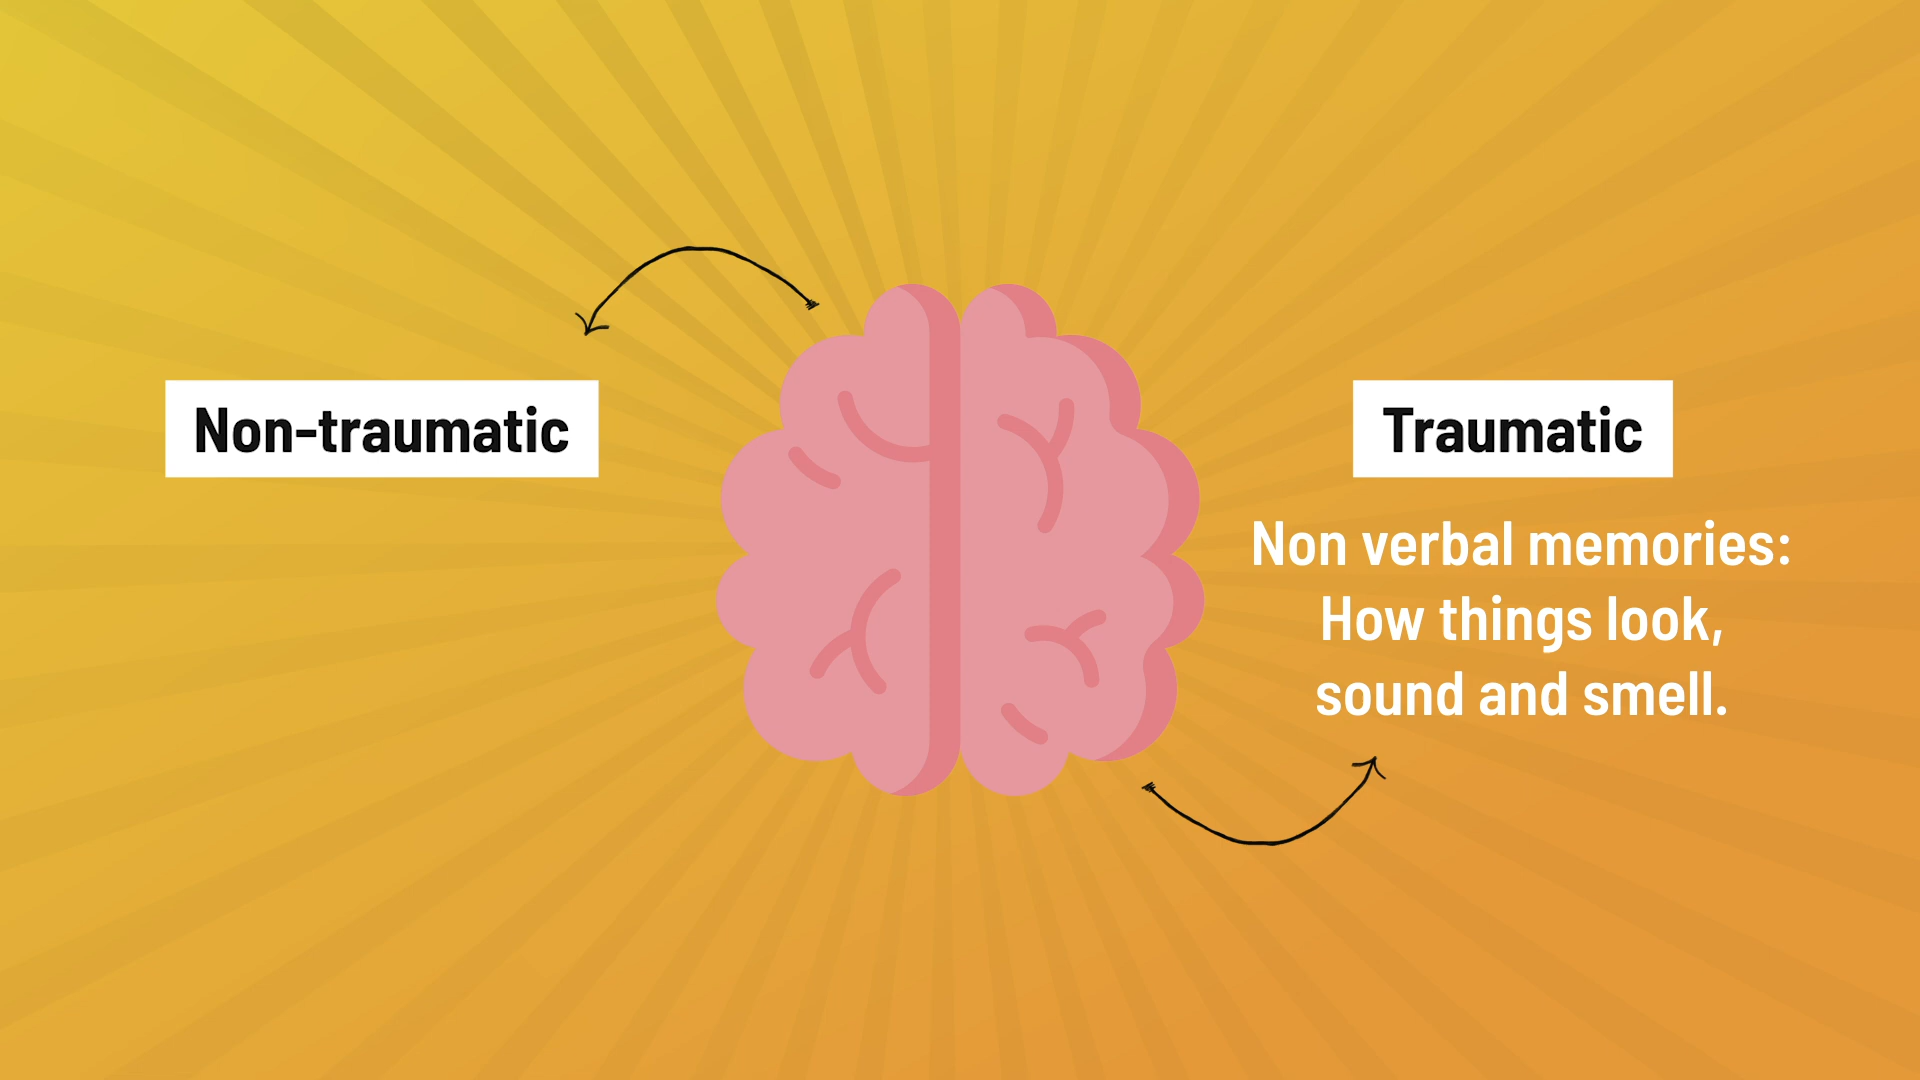 Non-traumatic
Traumatic
Non verbal memories:
How things look,
sound and smell.